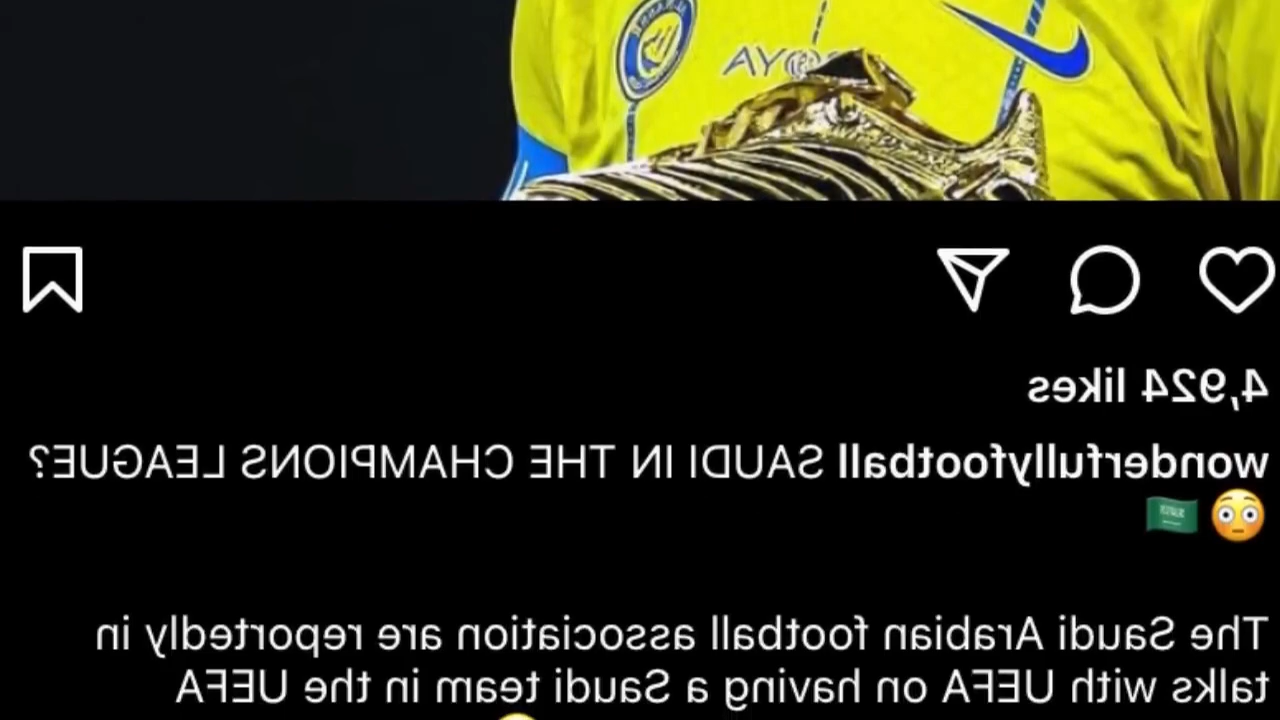 4,924 likes
wonderfullyfootball SAUDI IN THE CHAMPIONS LEAGUE?
😳 🇸🇦
The Saudi Arabian football association are reportedly in
talks with UEFA on having a Saudi team in the UEFA